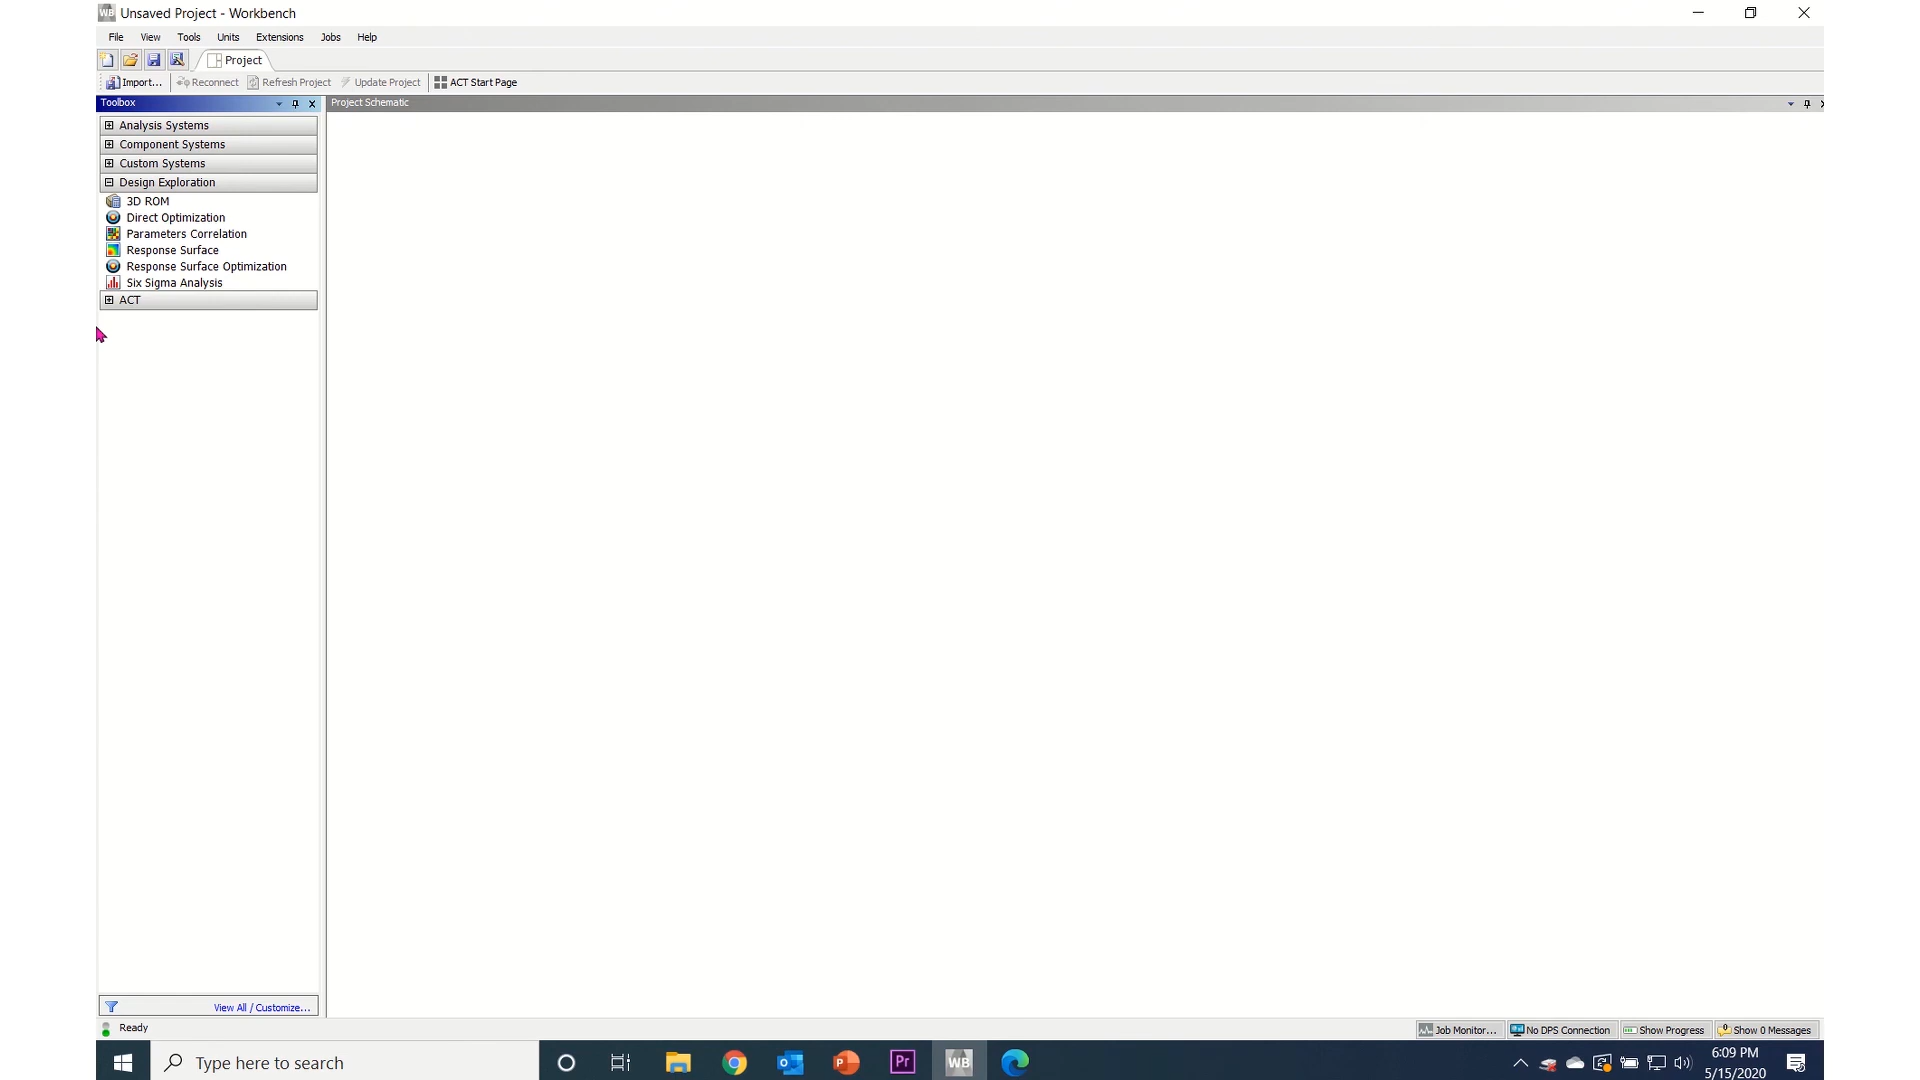 WB Unsaved Project - Workbench
File View Tools Units Extensions Jobs Help
Project
Import... Reconnect Refresh Project Update Project ACT Start Page
Toolbox
Project Schematic
Analysis Systems
Component Systems
Custom Systems
Design Exploration
3D ROM
Direct Optimization
Parameters Correlation
Response Surface
Response Surface Optimization
Six Sigma Analysis
ACT
View All / Customize...
Ready
Job Monitor... No DPS Connection Show Progress Show 0 Messages
Type here to search
Pr
WB
6:09 PM
5/15/2020